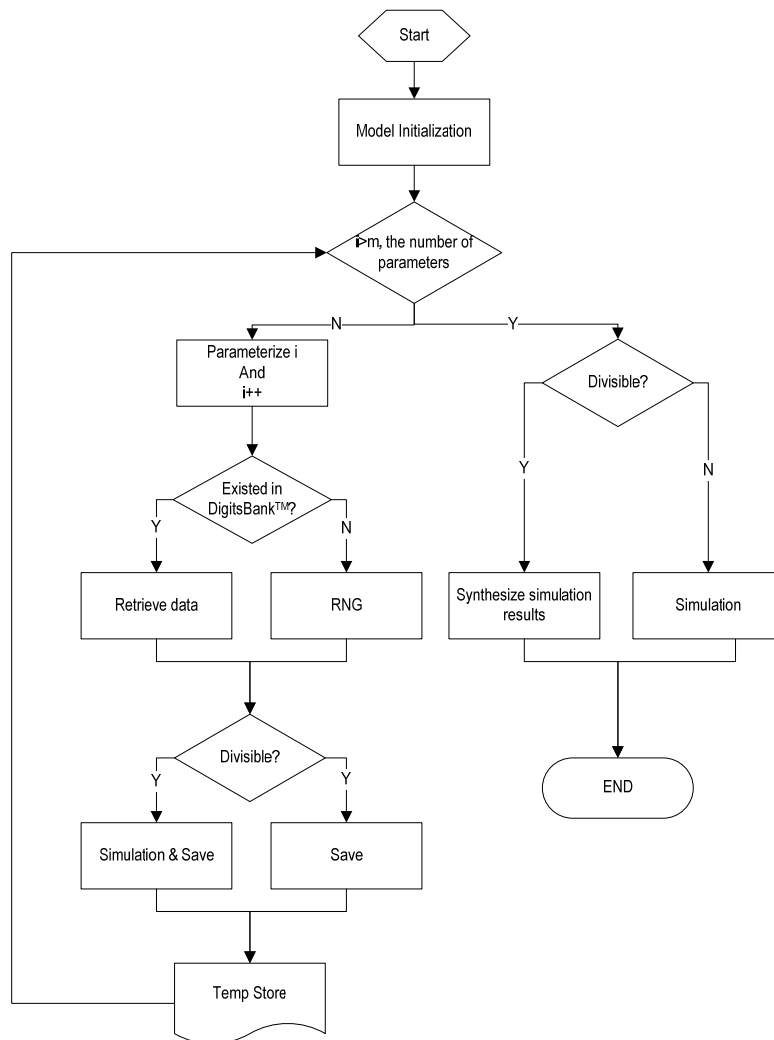 Start
Model Initialization
i>m, the number of
parameters
N
Y
Parameterize i
And
i++
Divisible?
Y
N
Existed in
DigitsBank™?
Y
N
Retrieve data
RNG
Synthesize simulation
results
Simulation
Divisible?
Y
Y
END
Simulation & Save
Save
Temp Store